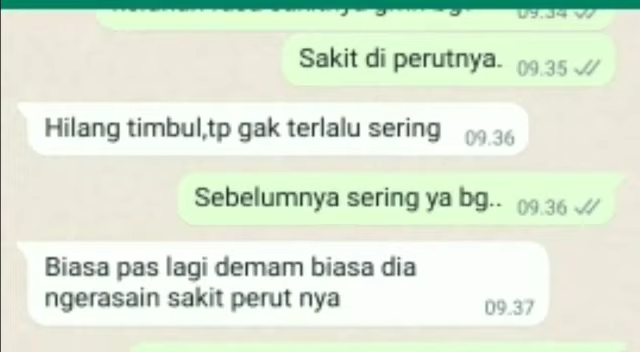 Sakit di perutnya. 09.35
Hilang timbul,tp gak terlalu sering 09.36
Sebelumnya sering ya bg.. 09.36
Biasa pas lagi demam biasa dia
ngerasain sakit perut nya 09.37